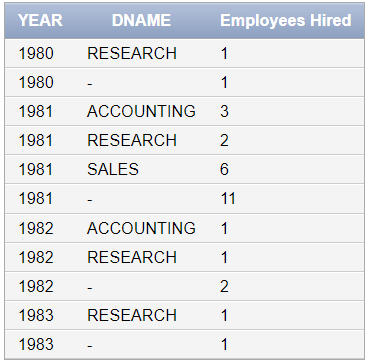 YEAR DNAME Employees Hired
1980 RESEARCH 1
1980 - 1
1981 ACCOUNTING 3
1981 RESEARCH 2
1981 SALES 6
1981 - 11
1982 ACCOUNTING 1
1982 RESEARCH 1
1982 - 2
1983 RESEARCH 1
1983 - 1